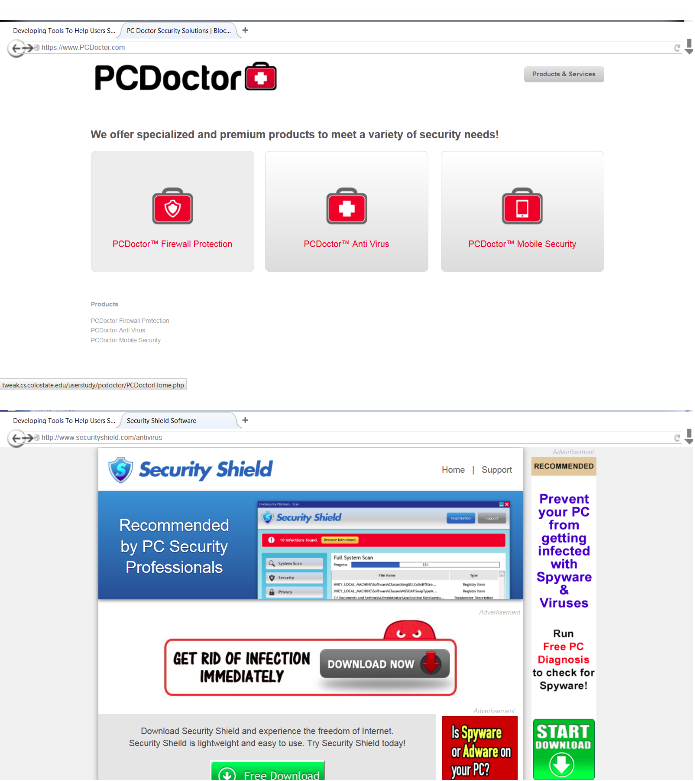 Developing Tools To Help Users S... PC Doctor Security Solutions | Bloc... +
https://www.PCDoctor.com
PCDoctor
Products & Services
We offer specialized and premium products to meet a variety of security needs!
PCDoctor™ Firewall Protection PCDoctor™ Anti Virus PCDoctor™ Mobile Security
Products
PCDoctor Firewall Protection
PCDoctor Anti Virus
PCDoctor Mobile Security
tweak.cs.colostate.edu/userstudy/pcdoctor/PCDoctorHome.php
Developing Tools To Help Users S... Security Shield Software +
http://www.securityshield.com/antivirus
Security Shield
Home | Support
Recommended
by PC Security
Professionals
Security Shield
Registration Support
10 infections found.
System Scan
Security
Privacy
Full System Scan
Progress
File Name Type
Registry Item
Registry Item
Advertisement
GET RID OF INFECTION
IMMEDIATELY
DOWNLOAD NOW
Advertisement
Download Security Shield and experience the freedom of Internet.
Security Sheild is lightweight and easy to use. Try Security Shield today!
Free Download
Is Spyware
or Adware on
your PC?
Advertisement
RECOMMENDED
Prevent
your PC
from
getting
infected
with
Spyware
&
Viruses
Run
Free PC
Diagnosis
to check for
Spyware!
START
DOWNLOAD